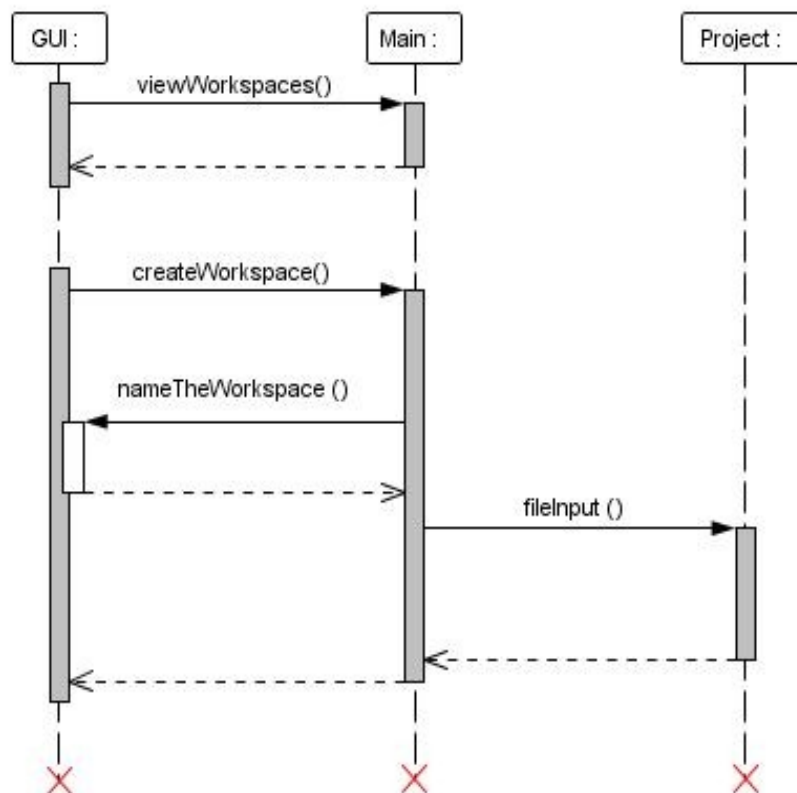 GUI :
Main :
Project :
viewWorkspaces()
createWorkspace()
nameTheWorkspace ()
fileInput ()